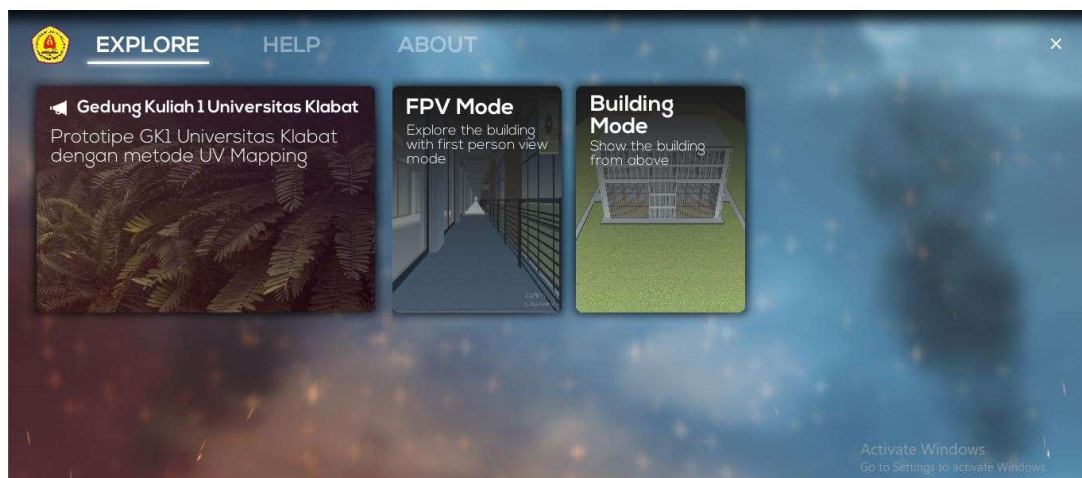 EXPLORE HELP ABOUT
Gedung Kuliah 1 Universitas Klabat
Prototipe GK1 Universitas Klabat
dengan metode UV Mapping
FPV Mode
Explore the building
with first person view
mode
Building
Mode
Show the building
from above
Activate Windows
Go to Settings to activate Windows.